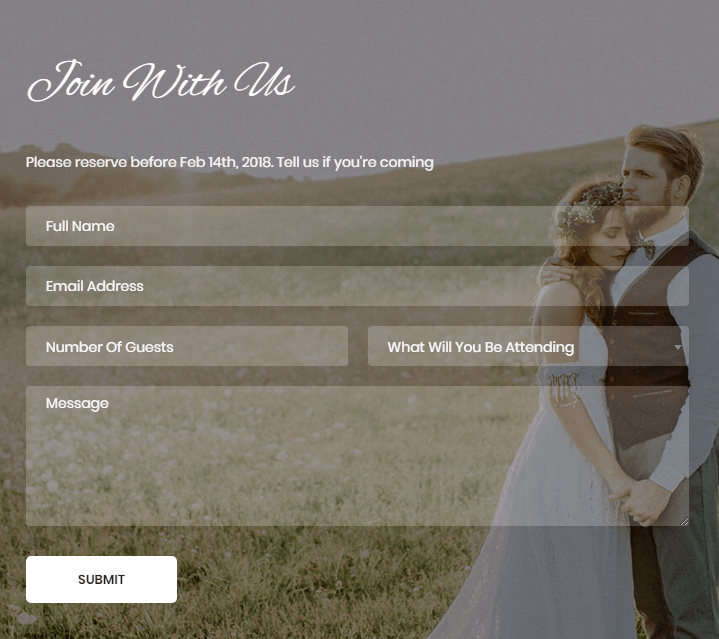 Join With Us
Please reserve before Feb 14th, 2018. Tell us if you're coming
Full Name
Email Address
Number Of Guests
What Will You Be Attending
Message
SUBMIT